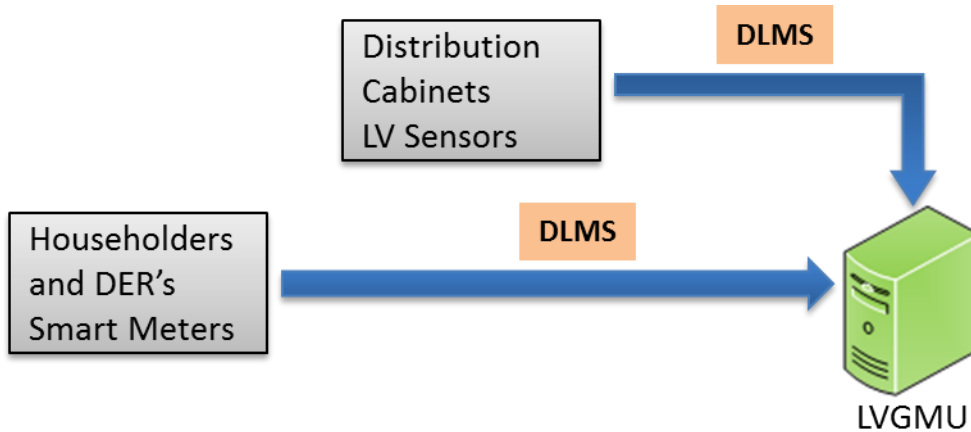 Distribution
Cabinets
LV Sensors
DLMS
Householders
and DER's
Smart Meters
DLMS
LVGMU